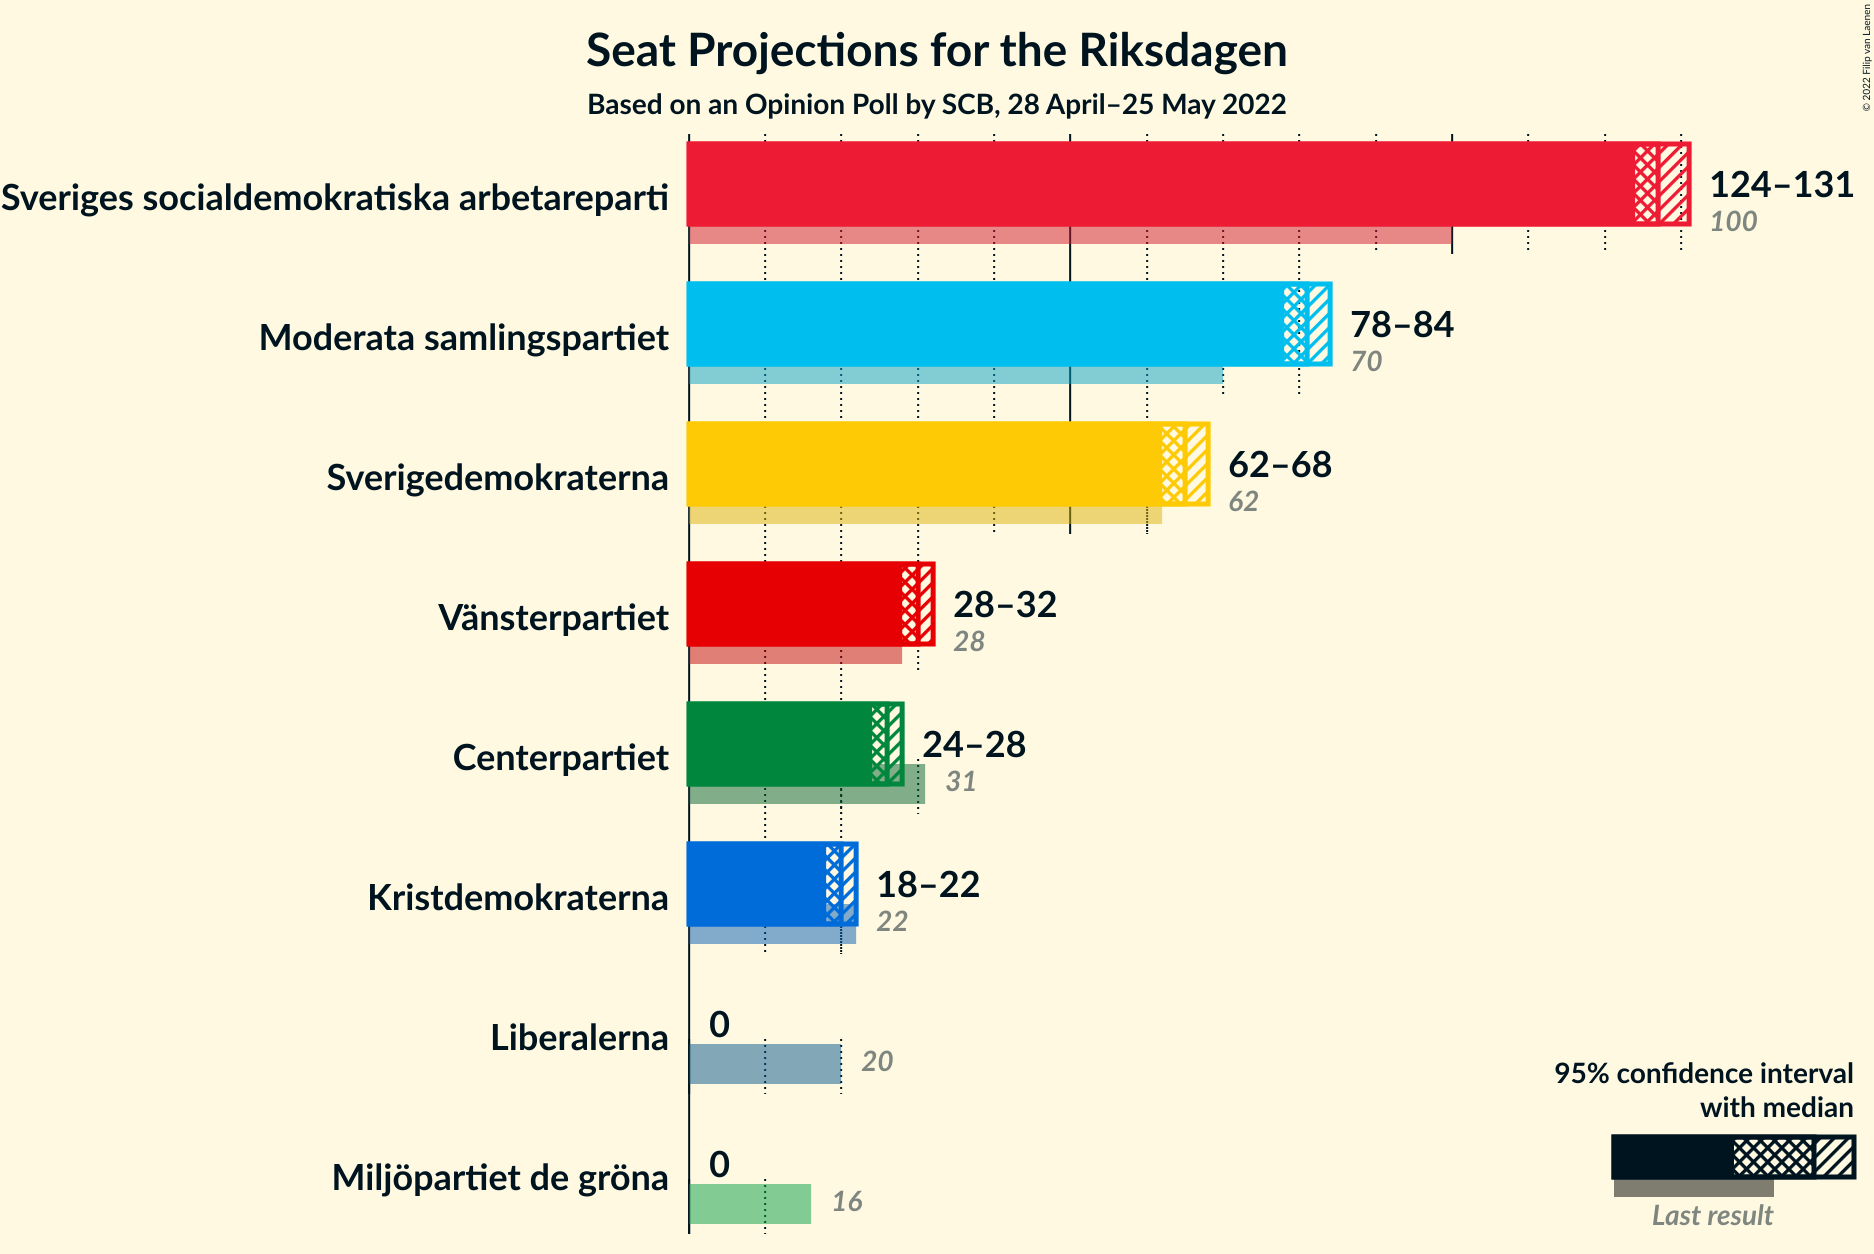 Seat Projections for the Riksdagen
Based on an Opinion Poll by SCB, 28 April–25 May 2022
© 2022 Filip van Laenen
Sveriges socialdemokratiska arbetareparti
124–131
100
Moderata samlingspartiet
78–84
70
Sverigedemokraterna
62–68
62
Vänsterpartiet
28–32
28
Centerpartiet
24–28
31
Kristdemokraterna
18–22
22
Liberalerna
0
20
Miljöpartiet de gröna
0
16
95% confidence interval
with median
Last result